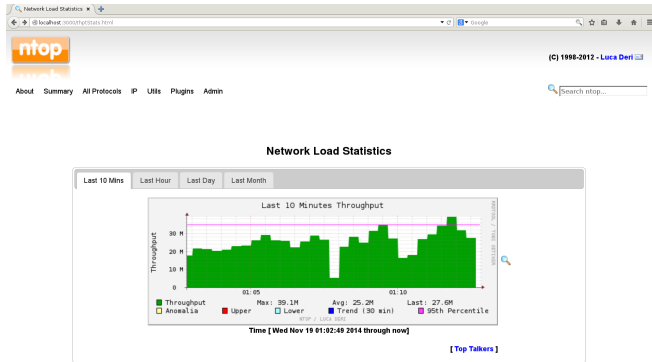 Network Load Statistics
localhost:3000/thptStats.html
Google
ntop
(C) 1998-2012 - Luca Deri
About Summary All Protocols IP Utils Plugins Admin
Search ntop...
Network Load Statistics
Last 10 Mins Last Hour Last Day Last Month
Last 10 Minutes Throughput
Throughput
30 M
20 M
10 M
0
01:05 01:10
Throughput Max: 39.1M Avg: 25.2M Last: 27.6M
Anomalia Upper Lower Trend (30 min) 95th Percentile
NTOP / LUCA DERI
Time [ Wed Nov 19 01:02:49 2014 through now]
[ Top Talkers ]